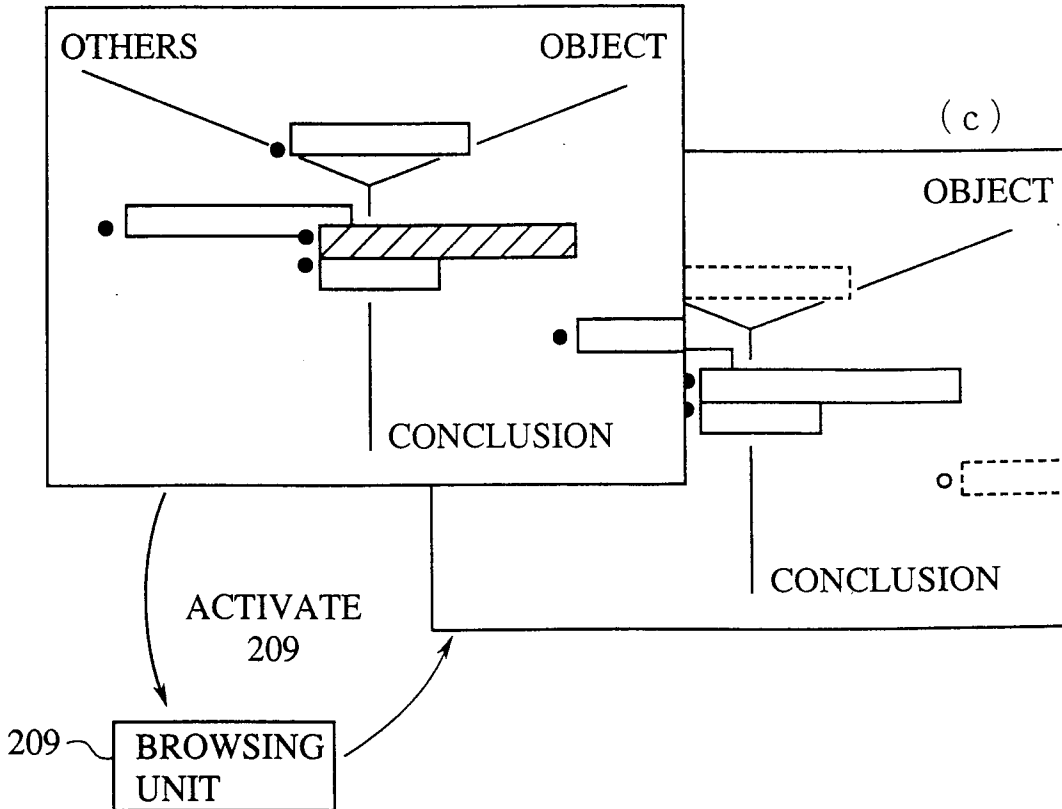 OTHERS
OBJECT
(c)
OBJECT
CONCLUSION
CONCLUSION
ACTIVATE
209
209
BROWSING
UNIT